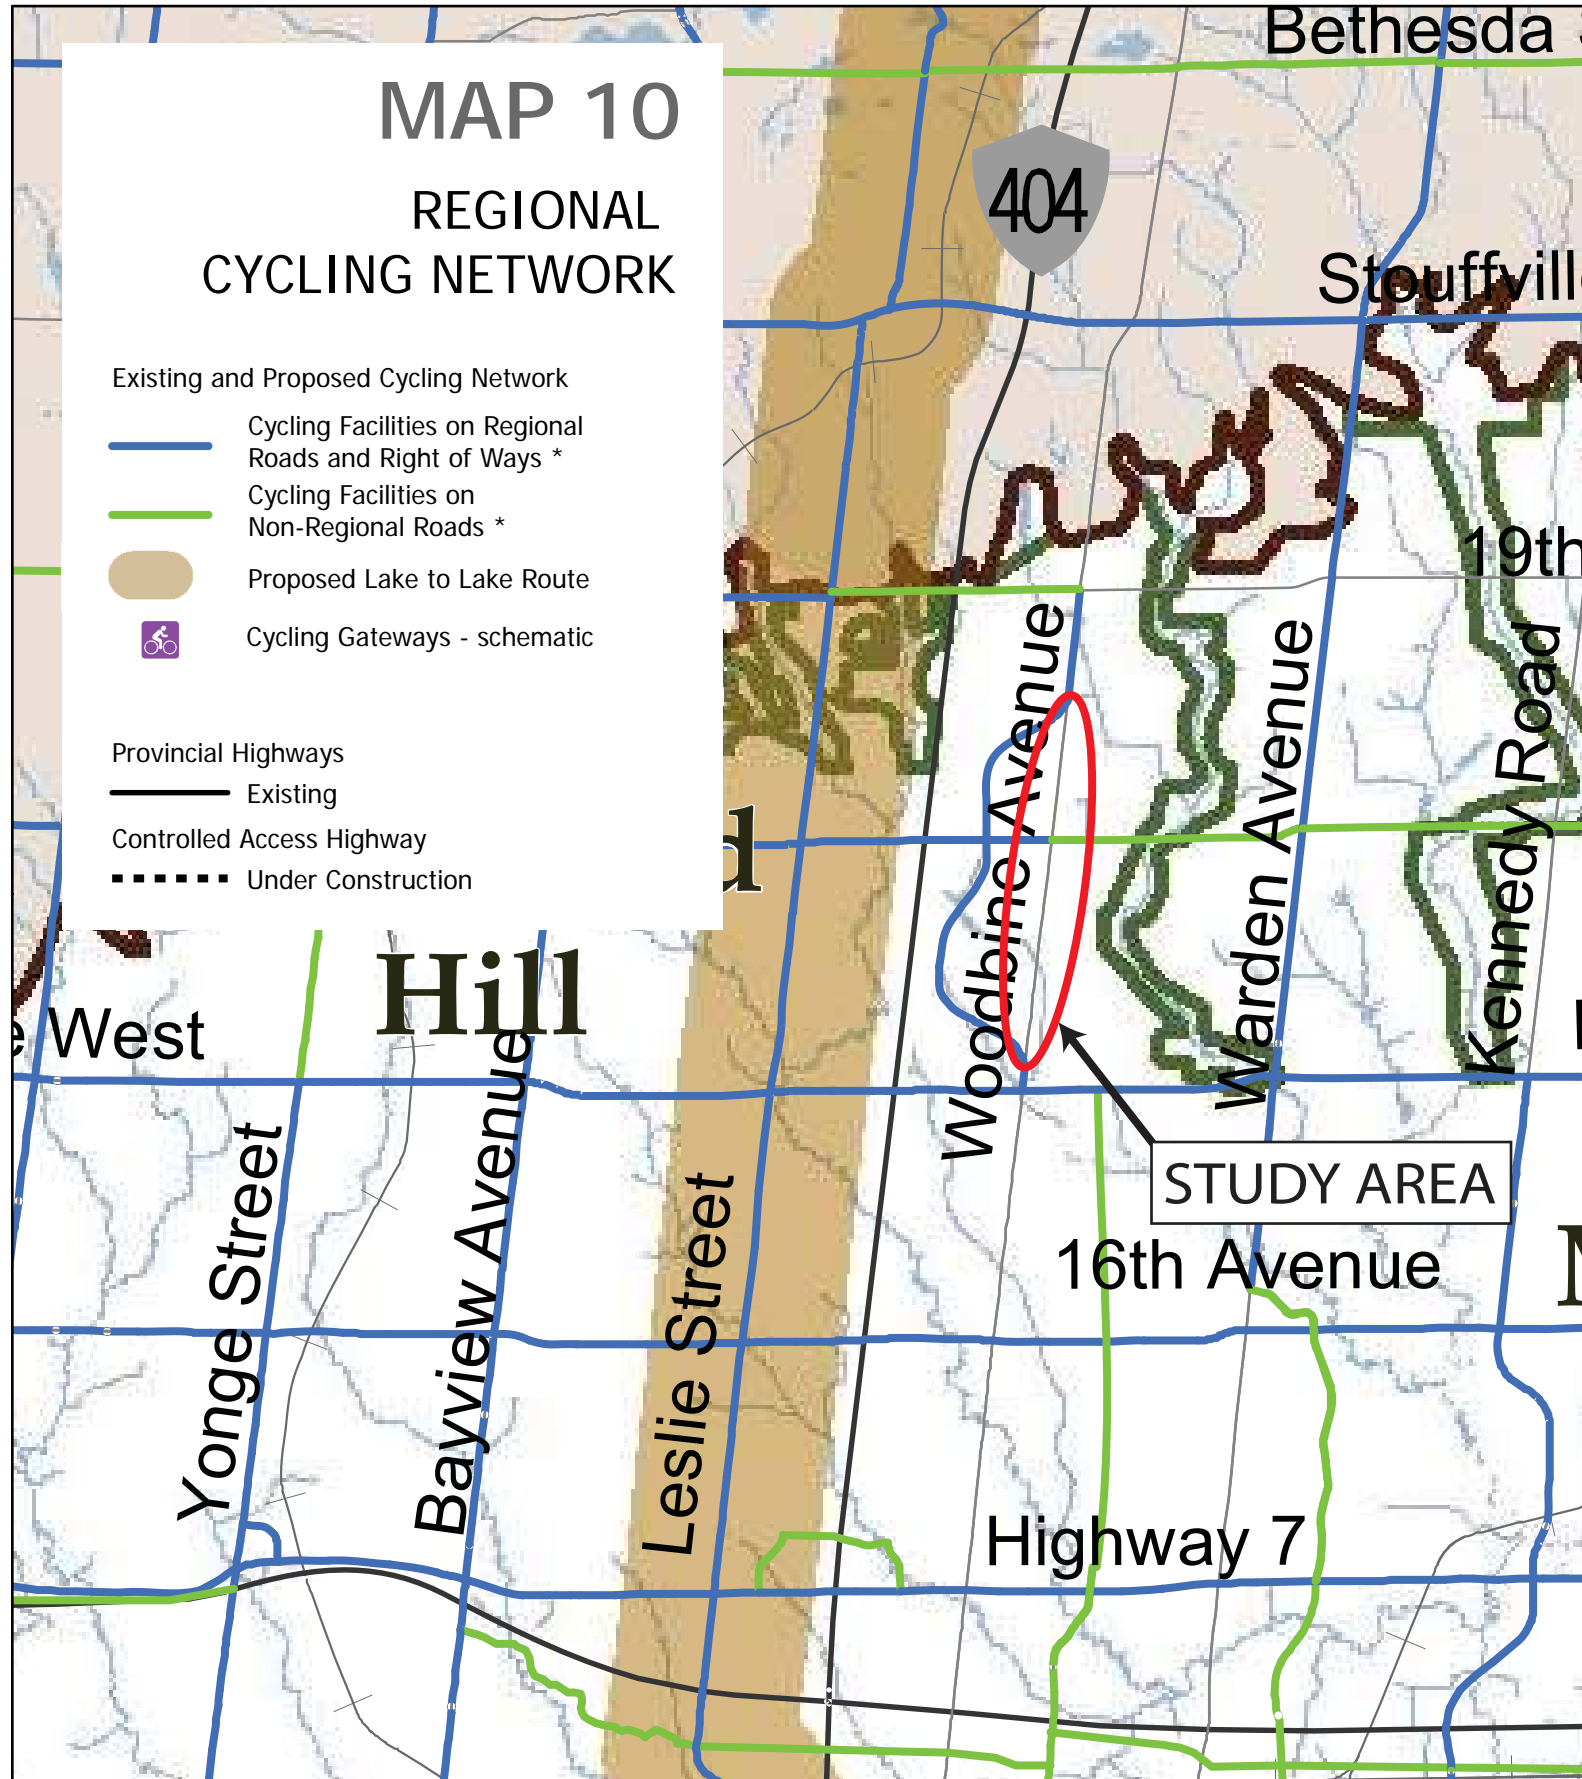 MAP 10
REGIONAL
CYCLING NETWORK
Existing and Proposed Cycling Network
Cycling Facilities on Regional
Roads and Right of Ways *
Cycling Facilities on
Non-Regional Roads *
Proposed Lake to Lake Route
Cycling Gateways - schematic
Provincial Highways
Existing
Controlled Access Highway
Under Construction
Bethesda
404
Stouffville
19th
Woodbine Avenue
Warden Avenue
Kennedy Road
d
Hill
e West
Yonge Street
Bayview Avenue
Leslie Street
STUDY AREA
16th Avenue
Highway 7